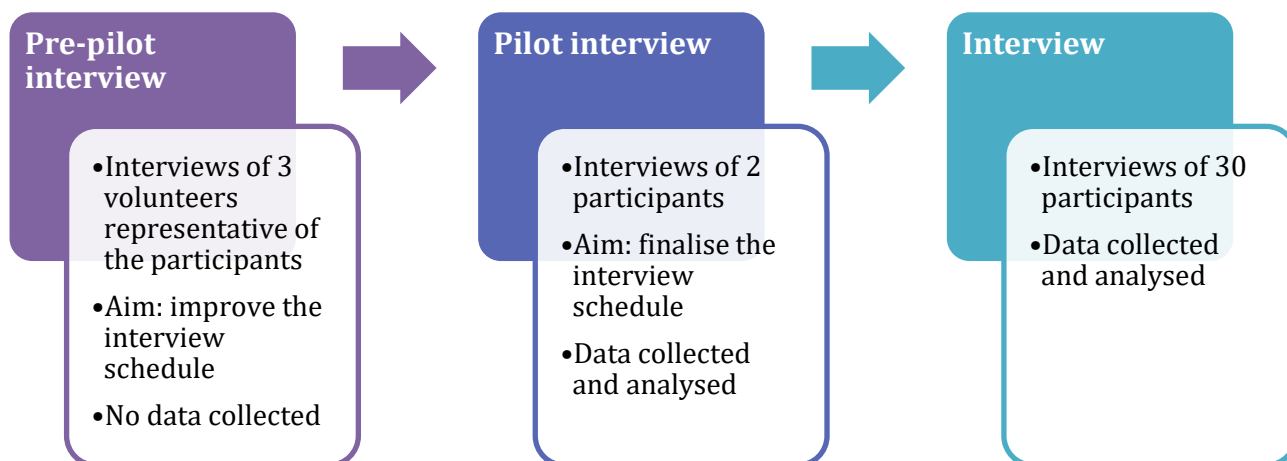 Pre-pilot
interview
•Interviews of 3
volunteers
representative of
the participants
•Aim: improve the
interview
schedule
•No data collected
Pilot interview
•Interviews of 2
participants
•Aim: finalise the
interview
schedule
•Data collected
and analysed
Interview
•Interviews of 30
participants
•Data collected
and analysed